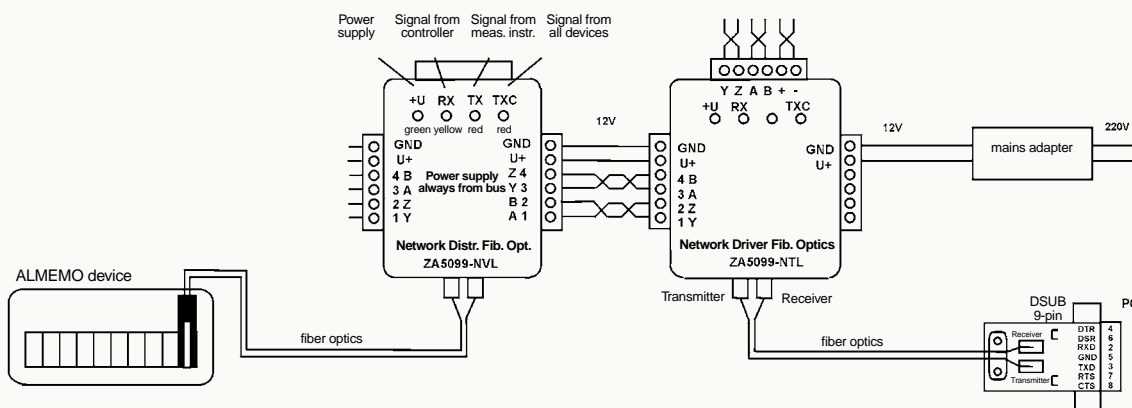 Power supply
Signal from controller
Signal from meas. instr.
Signal from all devices
+U RX TX TXC
green yellow red red
GND
U+
4 B
3 A
2 Z
1 Y
Power supply always from bus
GND
U+
Z 4
Y 3
B 2
A 1
Network Distr. Fib. Opt.
ZA5099-NVL
12V
Y Z A B + -
+U RX TXC
GND
U+
4 B
3 A
2 Z
1 Y
GND
U+
Network Driver Fib. Optics
ZA5099-NTL
12V
mains adapter
220V
Transmitter
Receiver
ALMEMO device
fiber optics
fiber optics
DSUB
9-pin
Receiver
Transmitter
DTR 4
DSR 6
RXD 2
GND 5
TXD 3
RTS 7
CTS 8